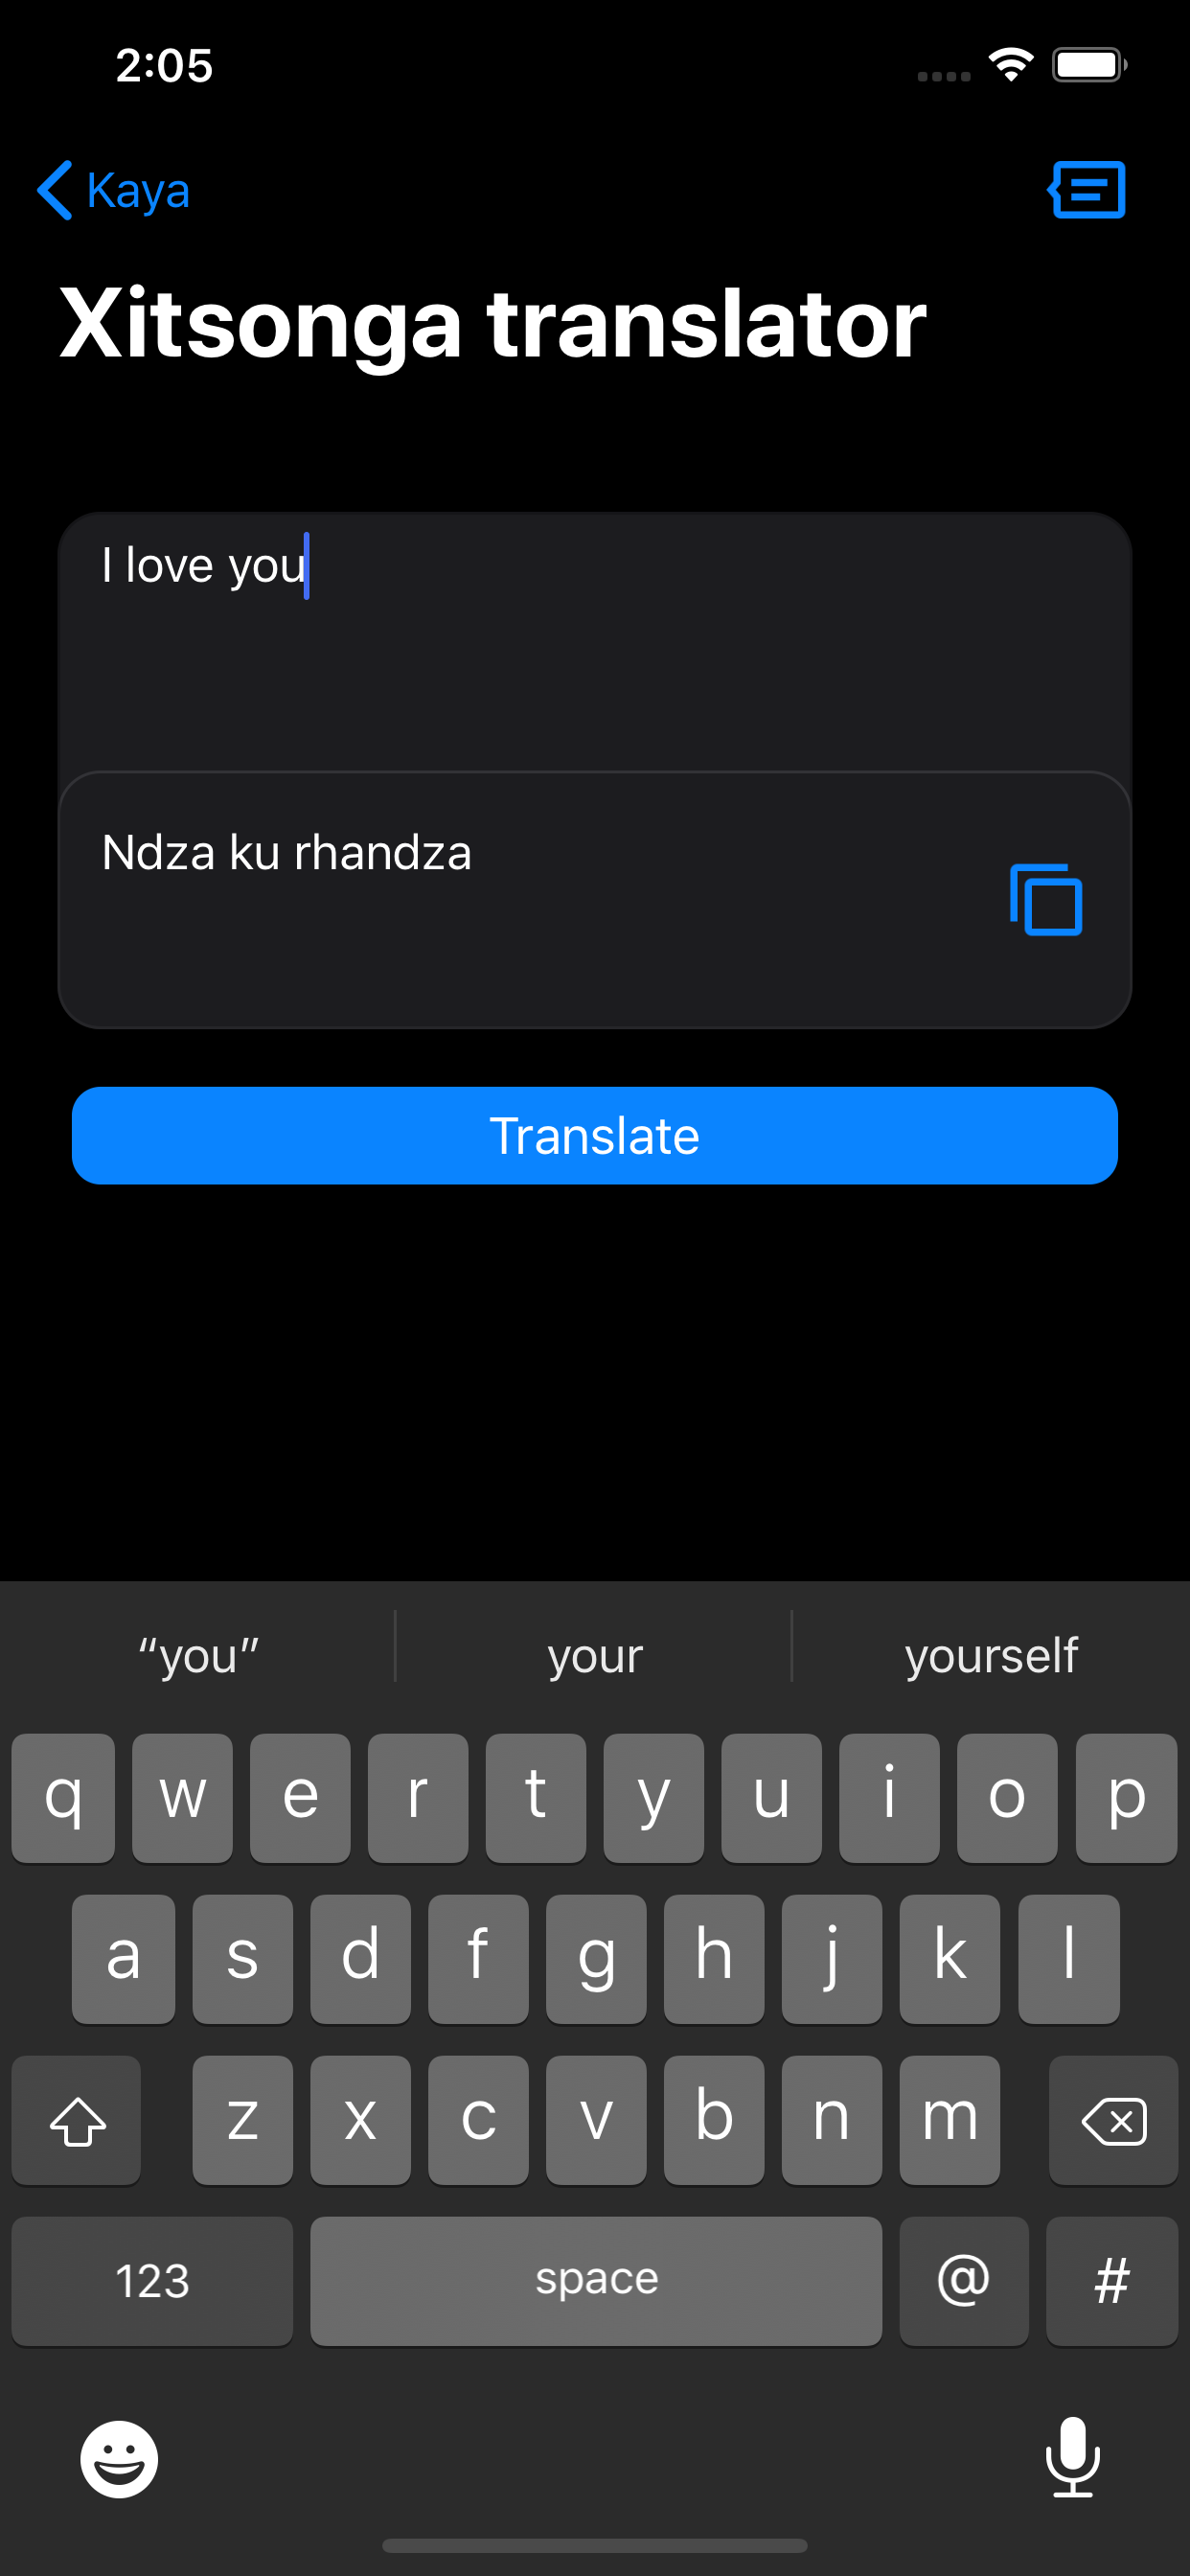 2:05
Kaya
Xitsonga translator
I love you
Ndza ku rhandza
Translate
“you” your yourself
q w e r t y u i o p
a s d f g h j k l
z x c v b n m
123 space @ #